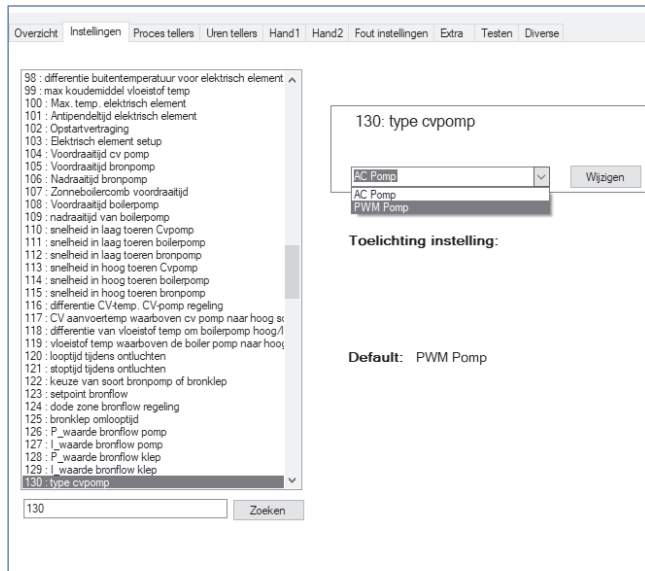 Overzicht Instellingen Proces tellers Uren tellers Hand1 Hand2 Fout instellingen Extra Testen Diverse
98 : differentie buitentemperatuur voor elektrisch element
99 : max koudemiddel vloeistof temp
100 : Max. temp. elektrisch element
101 : Antipendeltijd elektrisch element
102 : Opstartvertraging
103 : Elektrisch element setup
104 : Voordraaitijd cv pomp
105 : Voordraaitijd bronpomp
106 : Nadraaitijd bronpomp
107 : Zonneboilercomb voordraaitijd
108 : Voordraaitijd boilerpomp
109 : nadraaitijd van boilerpomp
110 : snelheid in laag toeren Cvpomp
111 : snelheid in laag toeren boilerpomp
112 : snelheid in laag toeren bronpomp
113 : snelheid in hoog toeren Cvpomp
114 : snelheid in hoog toeren boilerpomp
115 : snelheid in hoog toeren bronpomp
116 : differentie CV-temp. CV-pomp regeling
117 : CV aanvoertemp waarboven cv pomp naar hoog sc
118 : differentie van vloeistof temp om boilerpomp hoog/l
119 : vloeistof temp waarboven de boiler pomp naar hoog
120 : looptijd tijdens ontluchten
121 : stoptijd tijdens ontluchten
122 : keuze van soort bronpomp of bronklep
123 : setpoint bronflow
124 : dode zone bronflow regeling
125 : bronklep omlooptijd
126 : P_waarde bronflow pomp
127 : I_waarde bronflow pomp
128 : P_waarde bronflow klep
129 : I_waarde bronflow klep
130 : type cvpomp
130
Zoeken
130: type cvpomp
AC Pomp
Wijzigen
AC Pomp
PWM Pomp
Toelichting instelling:
Default: PWM Pomp